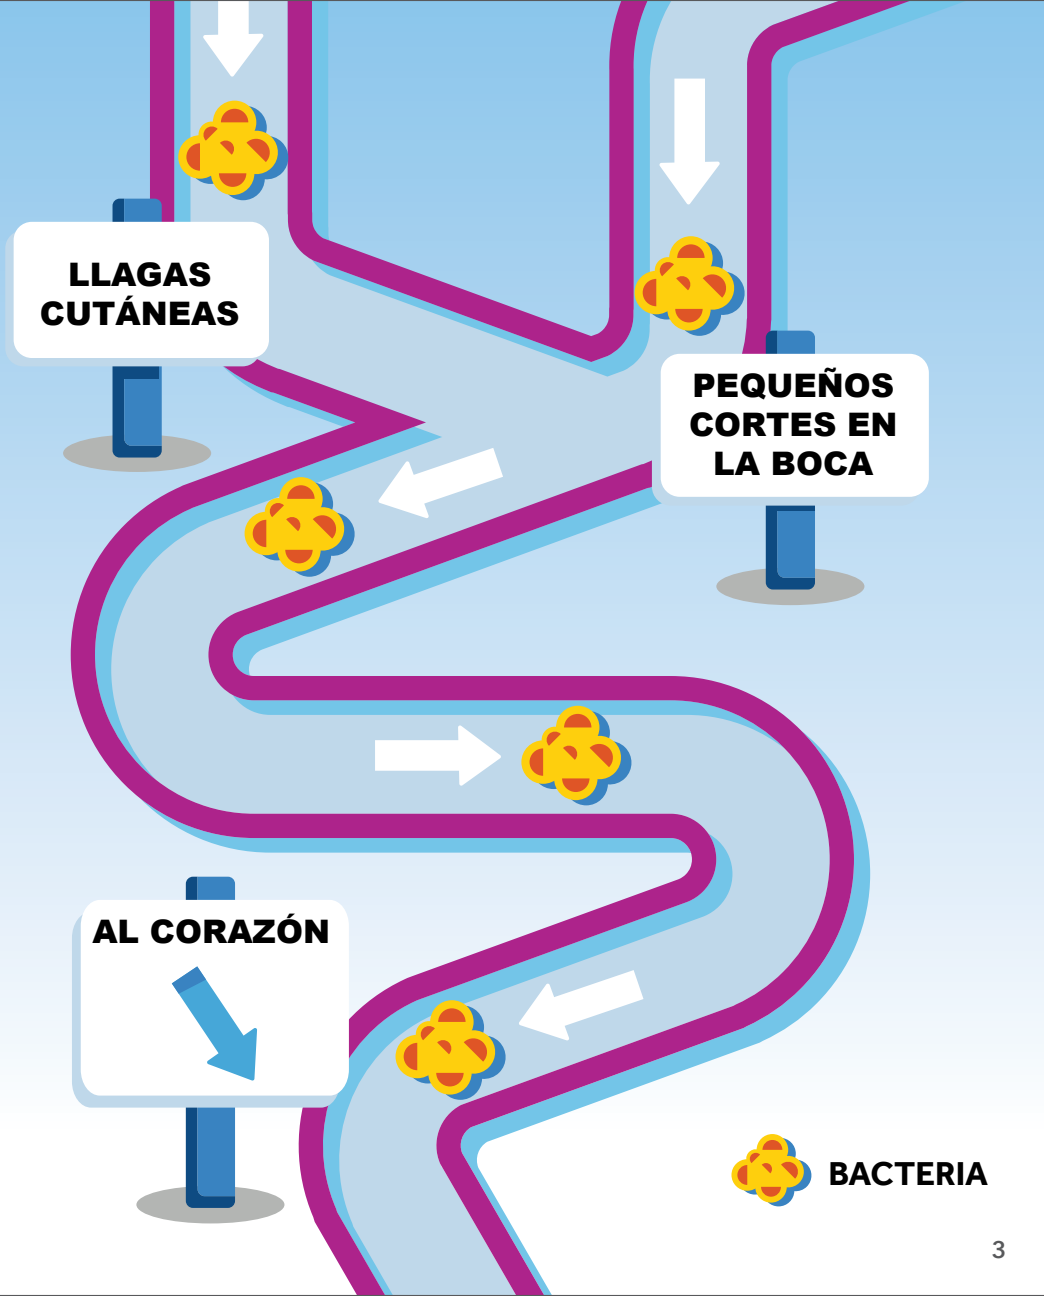 LLAGAS
CUTÁNEAS
PEQUEÑOS
CORTES EN
LA BOCA
AL CORAZÓN
BACTERIA
3